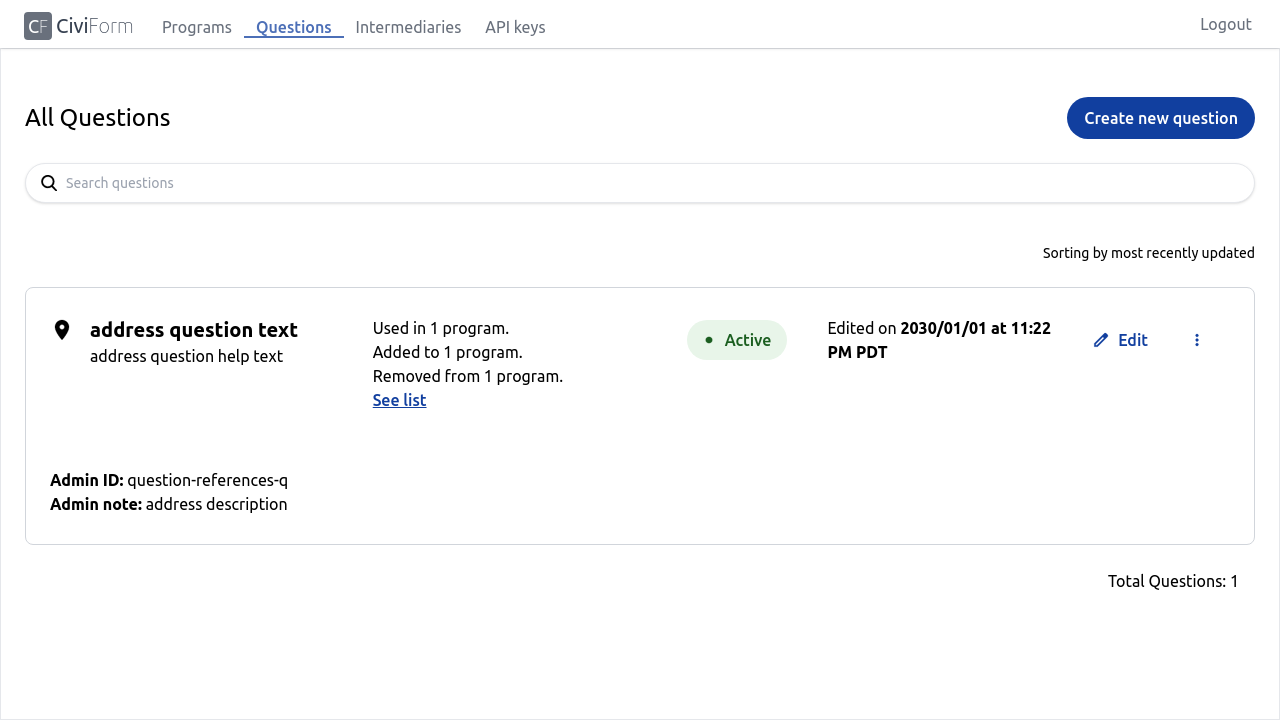 CF CiviForm Programs Questions Intermediaries API keys Logout
All Questions
Create new question
Search questions
Sorting by most recently updated
address question text
address question help text
Used in 1 program.
Added to 1 program.
Removed from 1 program.
See list
Active
Edited on 2030/01/01 at 11:22
PM PDT
Edit
Admin ID: question-references-q
Admin note: address description
Total Questions: 1